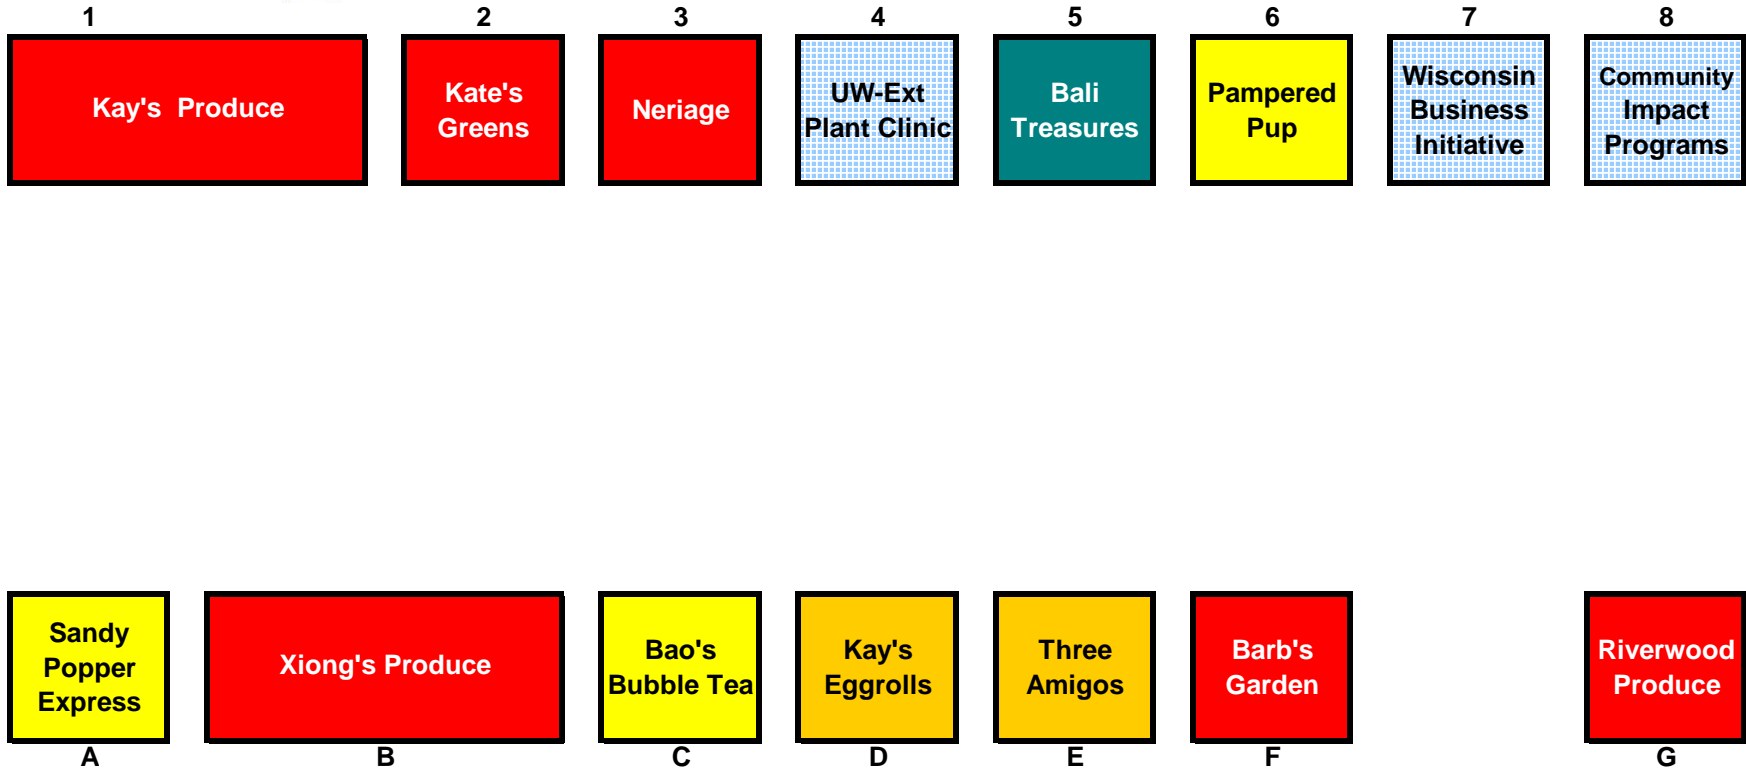 1 2 3 4 5 6 7 8
Kay's  Produce
Kate's
Greens
Neriage
UW-Ext
Plant Clinic
Bali
Treasures
Pampered
Pup
Wisconsin
Business
Initiative
Community
Impact
Programs
Sandy
Popper
Express
Xiong's Produce
Bao's
Bubble Tea
Kay's
Eggrolls
Three
Amigos
Barb's
Garden
Riverwood
Produce
A B C D E F G